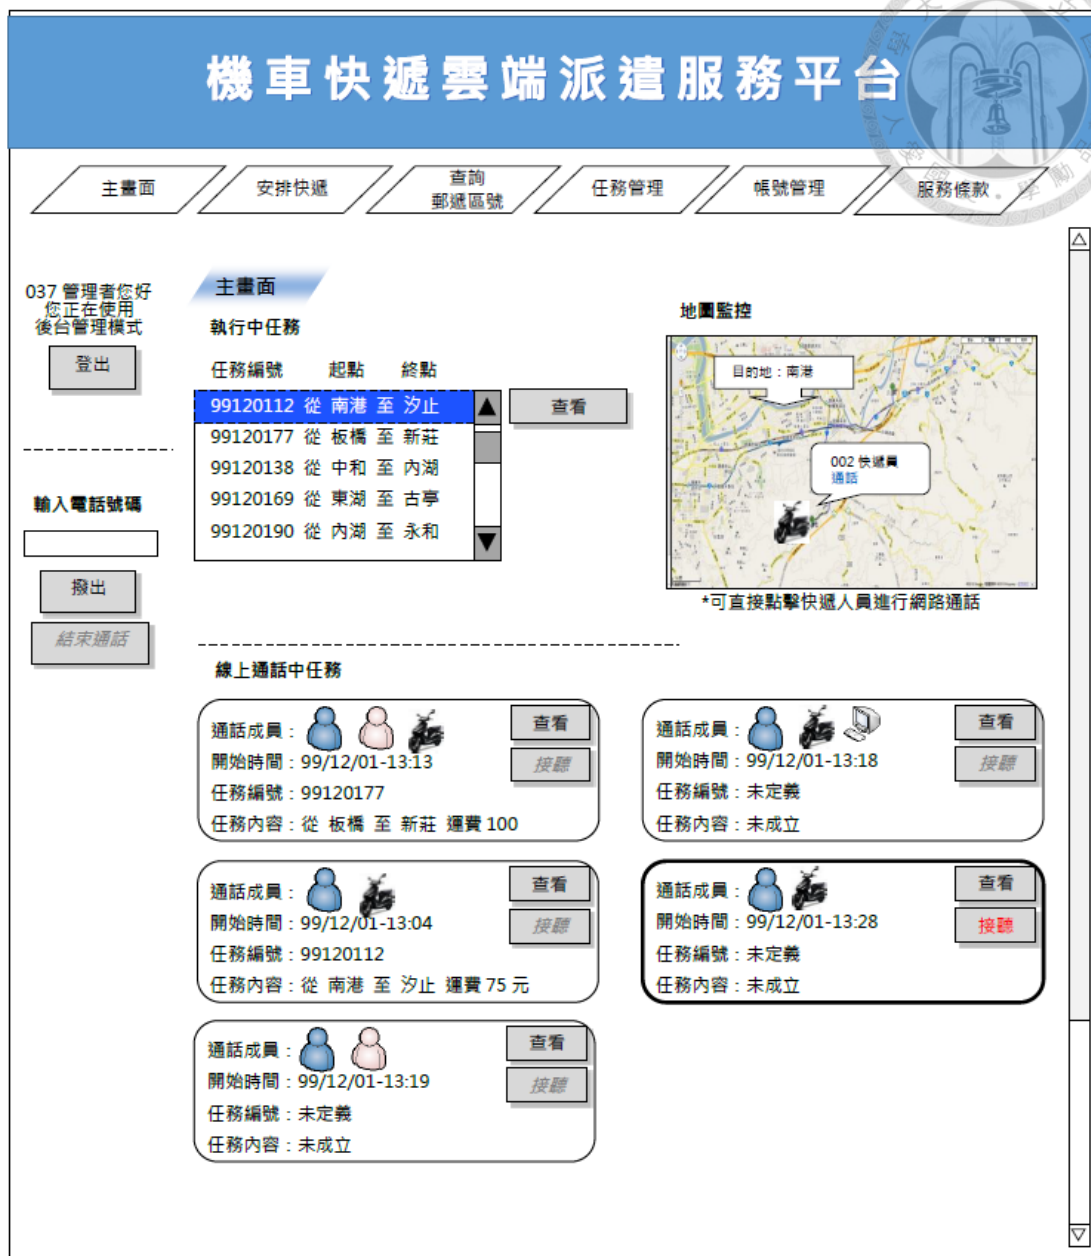 機車快遞雲端派遣服務平台
主畫面
安排快遞
查詢
郵遞區號
任務管理
帳號管理
服務條款
037 管理者您好
您正在使用
後台管理模式
登出
輸入電話號碼
撥出
結束通話
主畫面
執行中任務
任務編號 起點 終點
99120112 從 南港 至 汐止
99120177 從 板橋 至 新莊
99120138 從 中和 至 內湖
99120169 從 東湖 至 古亭
99120190 從 內湖 至 永和
查看
地圖監控
目的地：南港
002 快遞員
通話
*可直接點擊快遞人員進行網路通話
線上通話中任務
通話成員：
開始時間：99/12/01-13:13
任務編號：99120177
任務內容：從 板橋 至 新莊 運費 100
查看
接聽
通話成員：
開始時間：99/12/01-13:18
任務編號：未定義
任務內容：未成立
查看
接聽
通話成員：
開始時間：99/12/01-13:04
任務編號：99120112
任務內容：從 南港 至 汐止 運費 75 元
查看
接聽
通話成員：
開始時間：99/12/01-13:28
任務編號：未定義
任務內容：未成立
查看
接聽
通話成員：
開始時間：99/12/01-13:19
任務編號：未定義
任務內容：未成立
查看
接聽